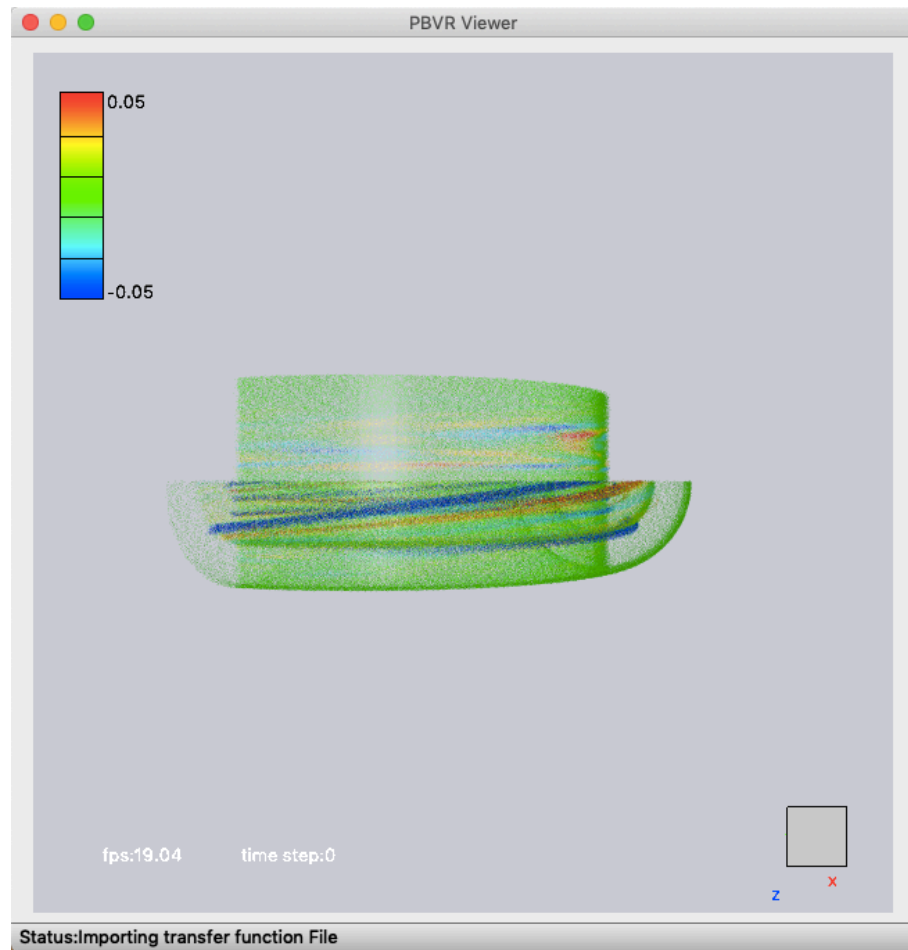 PBVR Viewer
0.05
-0.05
fps:19.04 time step:0
x
z
Status:Importing transfer function File